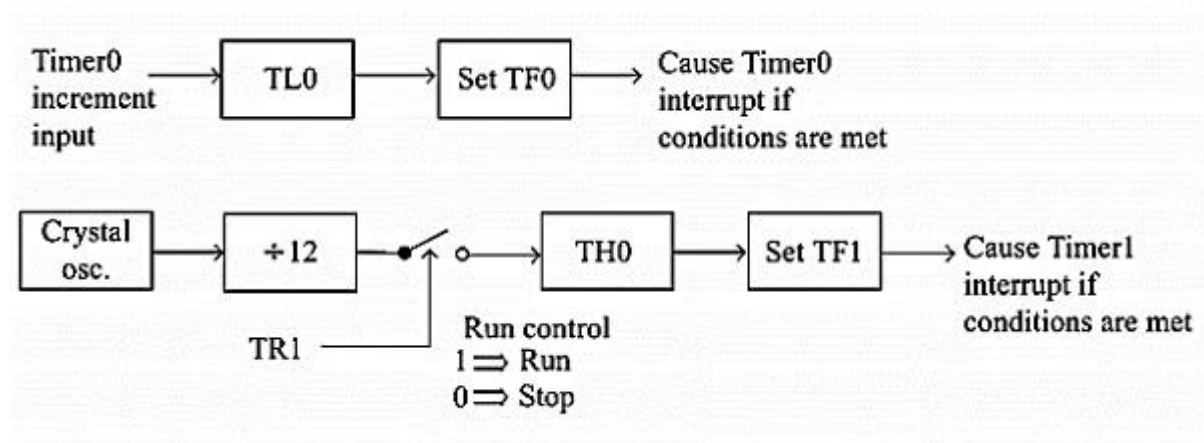 Timer0
increment
input
TL0
Set TF0
Cause Timer0
interrupt if
conditions are met
Crystal
osc.
÷12
TR1
Run control
1 ⟹ Run
0 ⟹ Stop
TH0
Set TF1
Cause Timer1
interrupt if
conditions are met